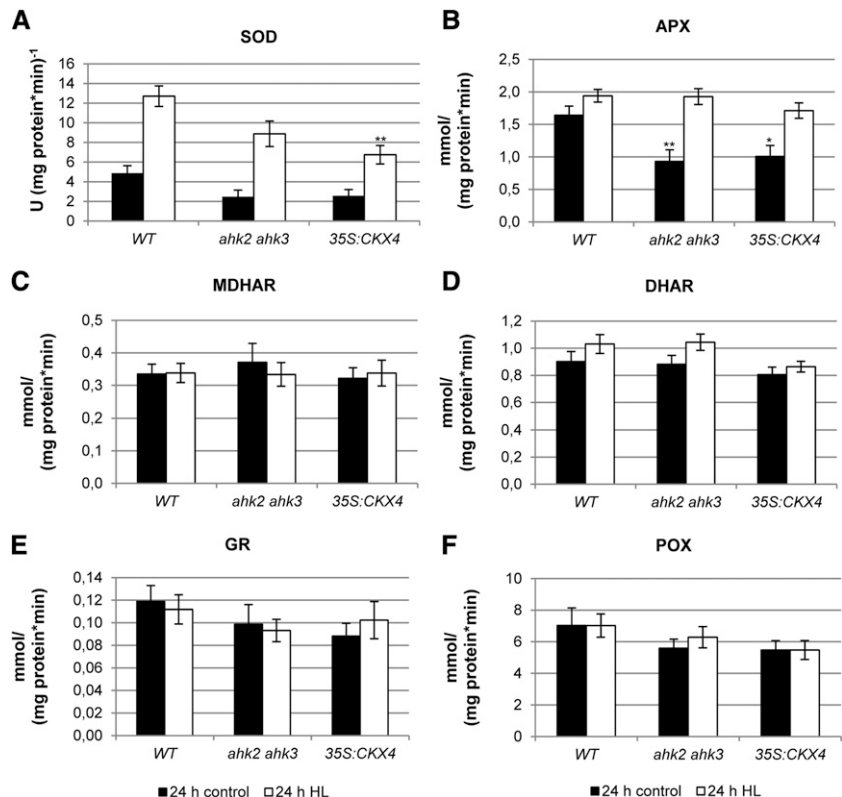 A
SOD
U (mg protein*min)-1
16
14
12
10
8
6
4
2
0
**
WT
ahk2 ahk3
35S:CKX4
B
APX
mmol/
(mg protein*min)
2,5
2,0
1,5
1,0
0,5
0,0
**
*
WT
ahk2 ahk3
35S:CKX4
C
MDHAR
mmol/
(mg protein*min)
0,5
0,4
0,3
0,2
0,1
0,0
WT
ahk2 ahk3
35S:CKX4
D
DHAR
mmol/
(mg protein*min)
1,2
1,0
0,8
0,6
0,4
0,2
0,0
WT
ahk2 ahk3
35S:CKX4
E
GR
mmol/
(mg protein*min)
0,14
0,12
0,10
0,08
0,06
0,04
0,02
0,00
WT
ahk2 ahk3
35S:CKX4
24 h control
24 h HL
F
POX
mmol/
(mg protein*min)
10
8
6
4
2
0
WT
ahk2 ahk3
35S:CKX4
24 h control
24 h HL